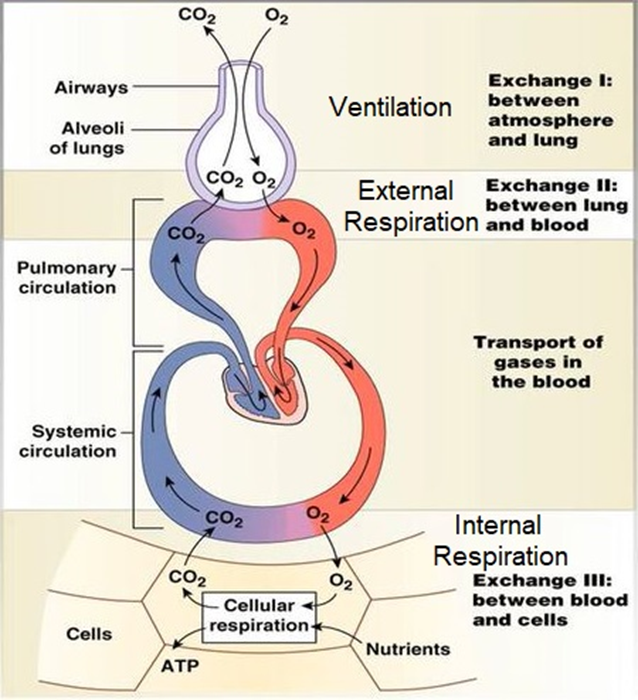 CO2 O2
Airways
Ventilation
Exchange I:
between
atmosphere
and lung
Alveoli
of lungs
CO2 O2
External
Respiration
Exchange II:
between lung
and blood
CO2 O2
Pulmonary
circulation
Transport of
gases in
the blood
Systemic
circulation
CO2 O2
Internal
Respiration
Exchange III:
between blood
and cells
CO2 O2
Cellular
respiration
Cells
Nutrients
ATP